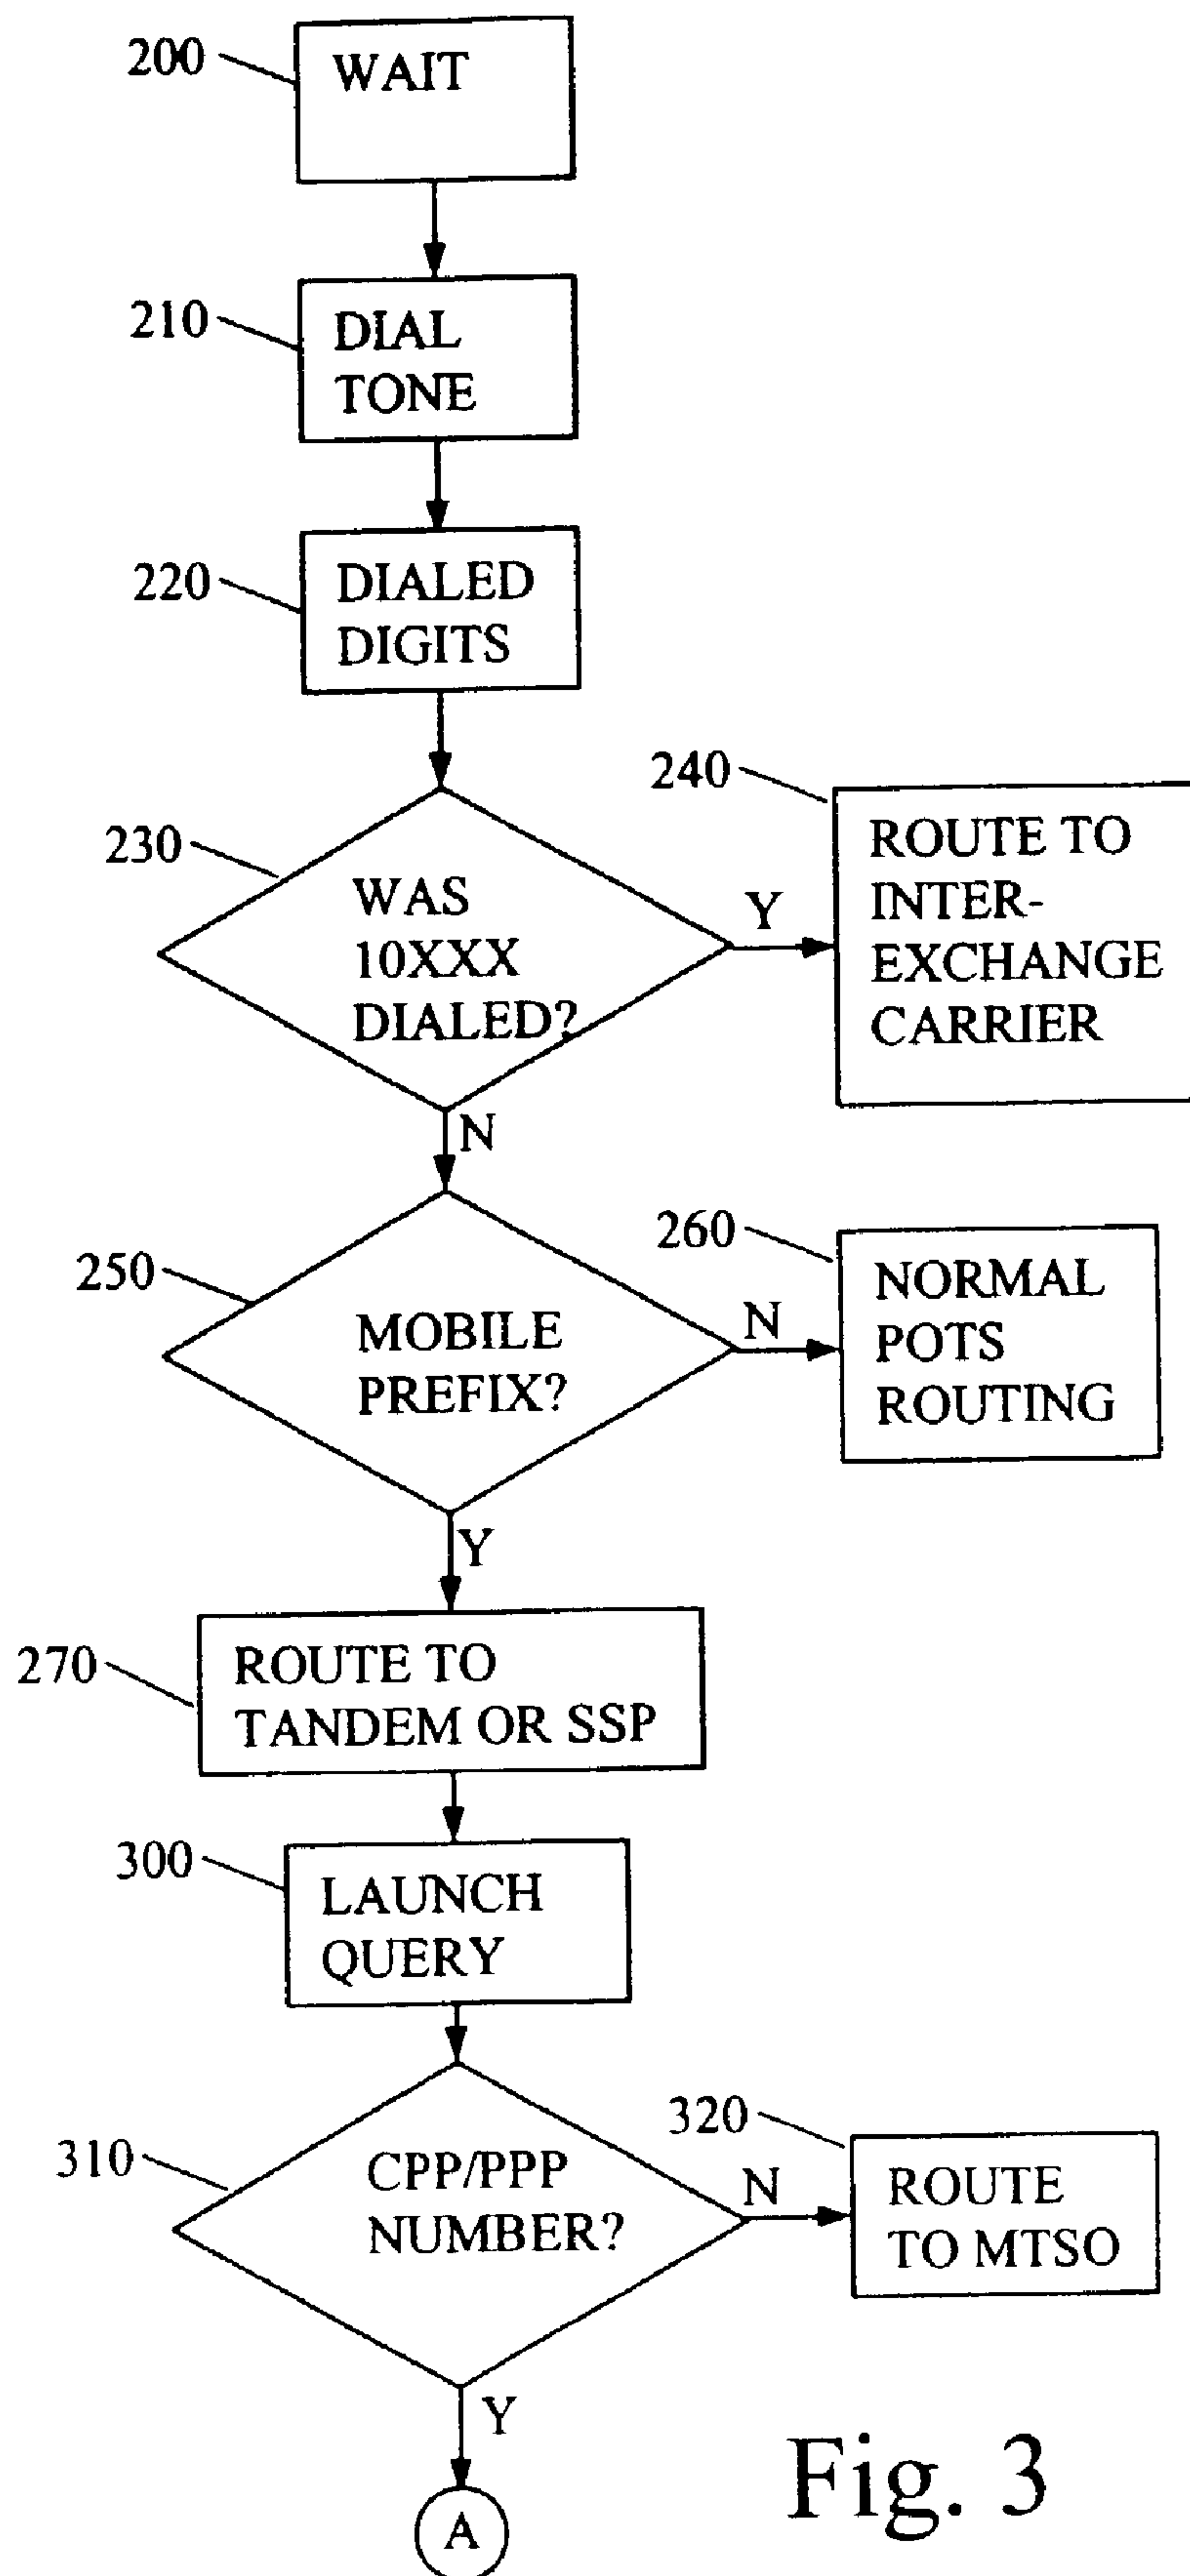 200
WAIT
210
DIAL
TONE
220
DIALED
DIGITS
230
WAS
10XXX
DIALED?
Y
240
ROUTE TO
INTER-
EXCHANGE
CARRIER
N
250
MOBILE
PREFIX?
N
260
NORMAL
POTS
ROUTING
Y
270
ROUTE TO
TANDEM OR SSP
300
LAUNCH
QUERY
310
CPP/PPP
NUMBER?
N
320
ROUTE
TO MTSO
Y
A
Fig. 3